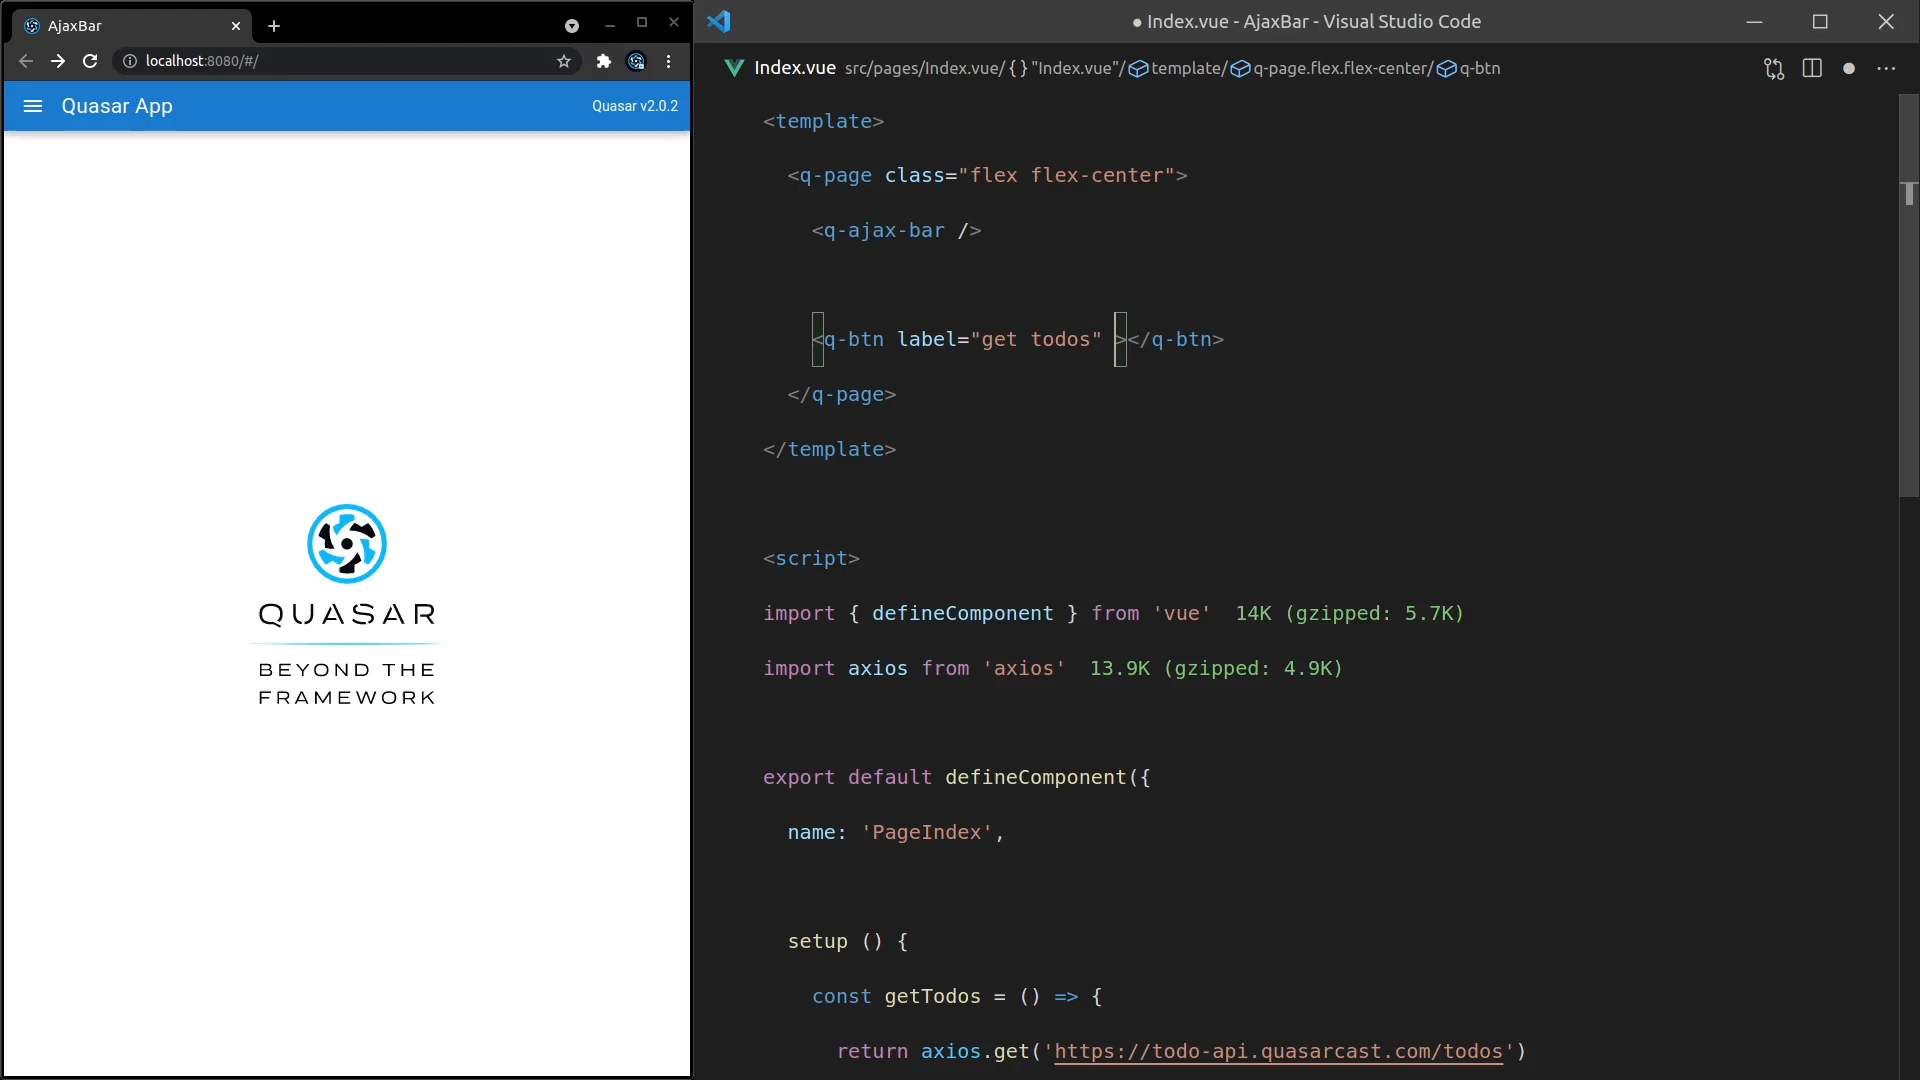 AjaxBar
localhost:8080/#/
Quasar App
Quasar v2.0.2
QUASAR
BEYOND THE
FRAMEWORK
● Index.vue - AjaxBar - Visual Studio Code
Index.vue src/pages/Index.vue/{}"Index.vue"/template/q-page.flex.flex-center/q-btn
<template>
<q-page class="flex flex-center">
<q-ajax-bar />
<q-btn label="get todos" ></q-btn>
</q-page>
</template>
<script>
import { defineComponent } from 'vue' 14K (gzipped: 5.7K)
import axios from 'axios' 13.9K (gzipped: 4.9K)
export default defineComponent({
name: 'PageIndex',
setup () {
const getTodos = () => {
return axios.get('https://todo-api.quasarcast.com/todos')